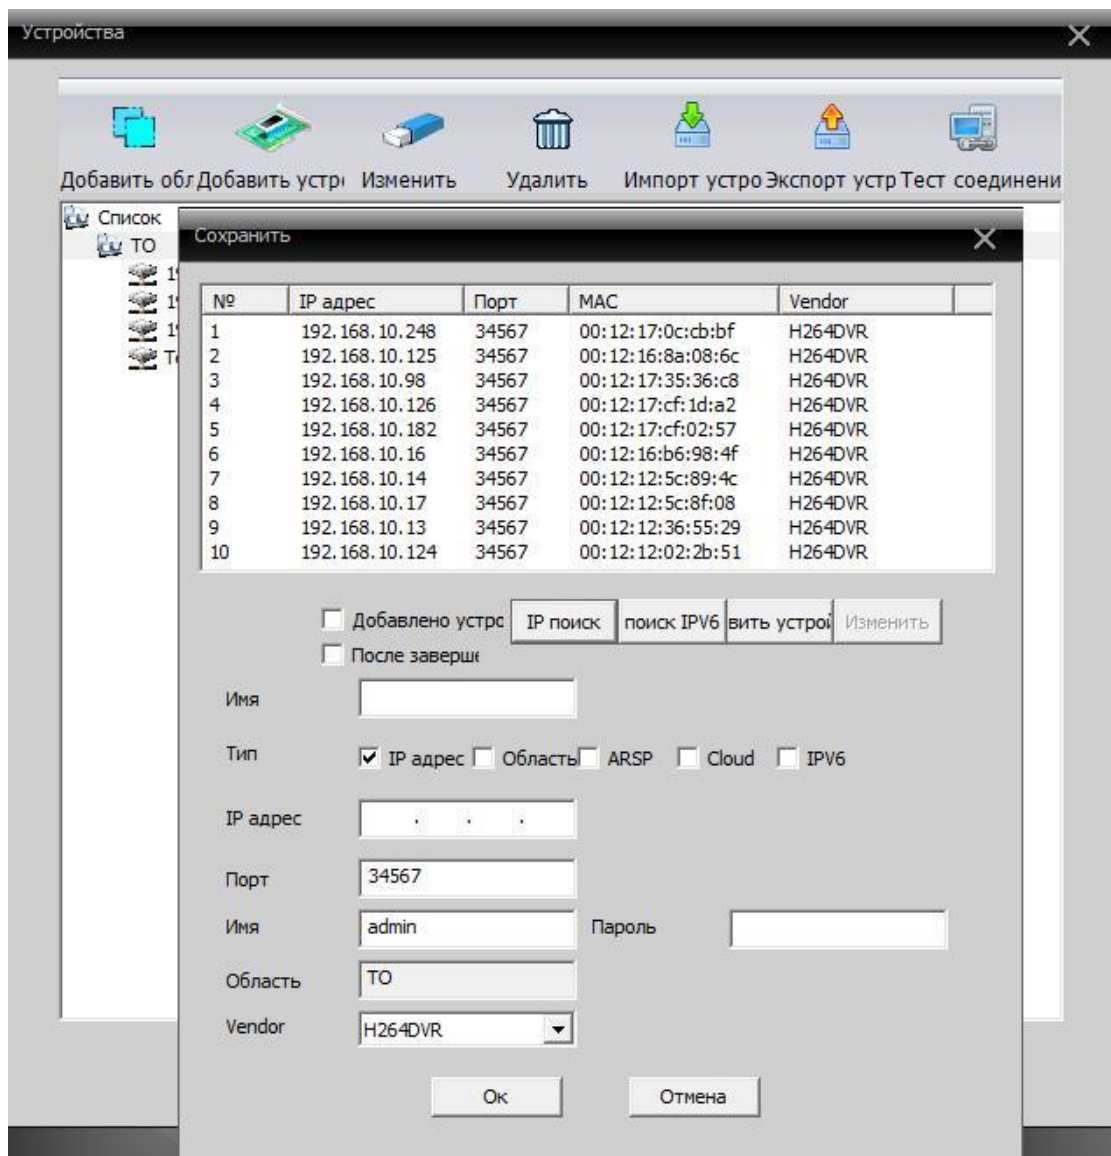 Устройства
Добавить обл Добавить устр Изменить Удалить Импорт устро Экспорт устр Тест соединени
Список
ТО
Сохранить
№ IP адрес Порт MAC Vendor
1 192.168.10.248 34567 00:12:17:0c:cb:bf H264DVR
2 192.168.10.125 34567 00:12:16:8a:08:6c H264DVR
3 192.168.10.98 34567 00:12:17:35:36:c8 H264DVR
4 192.168.10.126 34567 00:12:17:cf:1d:a2 H264DVR
5 192.168.10.182 34567 00:12:17:cf:02:57 H264DVR
6 192.168.10.16 34567 00:12:16:b6:98:4f H264DVR
7 192.168.10.14 34567 00:12:12:5c:89:4c H264DVR
8 192.168.10.17 34567 00:12:12:5c:8f:08 H264DVR
9 192.168.10.13 34567 00:12:12:36:55:29 H264DVR
10 192.168.10.124 34567 00:12:12:02:2b:51 H264DVR
Добавлено устрс IP поиск поиск IPV6 вить устрой Изменить
После заверше
Имя
Тип IP адрес Область ARSP Cloud IPV6
IP адрес . . .
Порт 34567
Имя admin Пароль
Область ТО
Vendor H264DVR
Ок Отмена